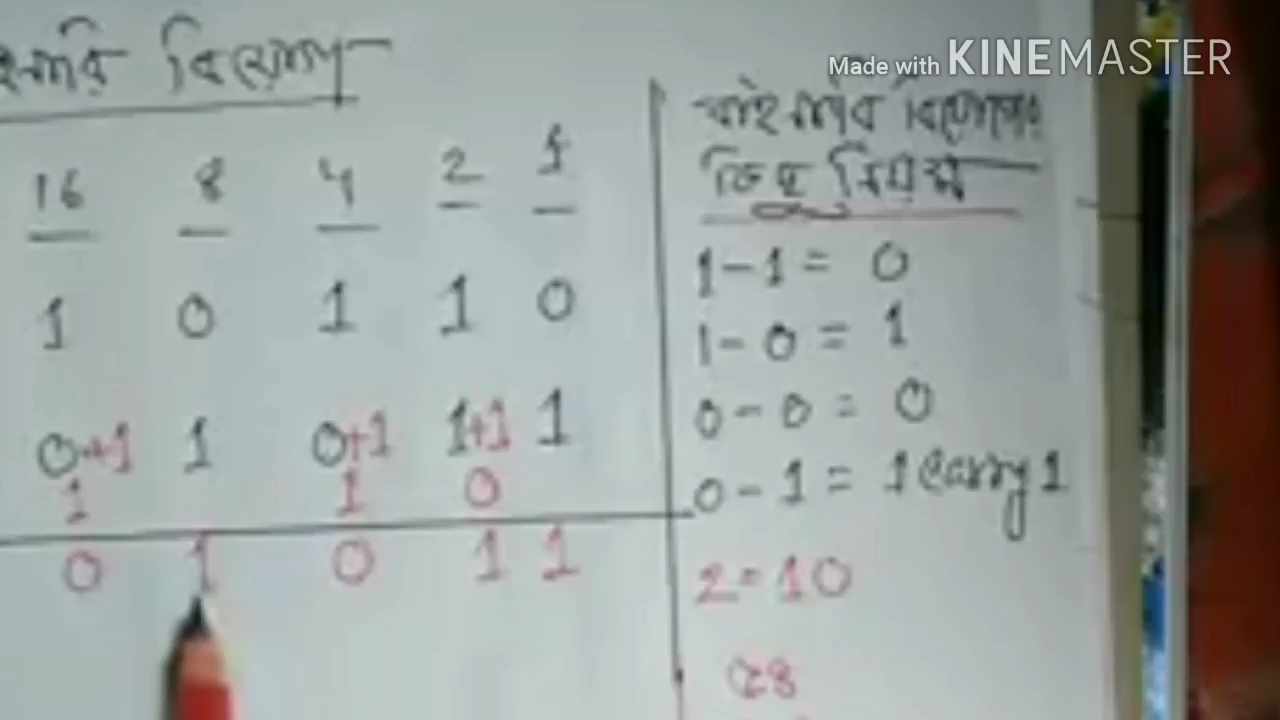 Made with KINEMASTER
বিয়োগ
16 8 4 2 1
1 0 1 1 0
0+1 1 0+1 1+1 1
1 1 0
0 1 0 1 1
বাইনারি বিয়োগের
কিছু নিয়ম
1-1= 0
1-0 = 1
0-0 = 0
0-1 = 1 carry 1
2=10